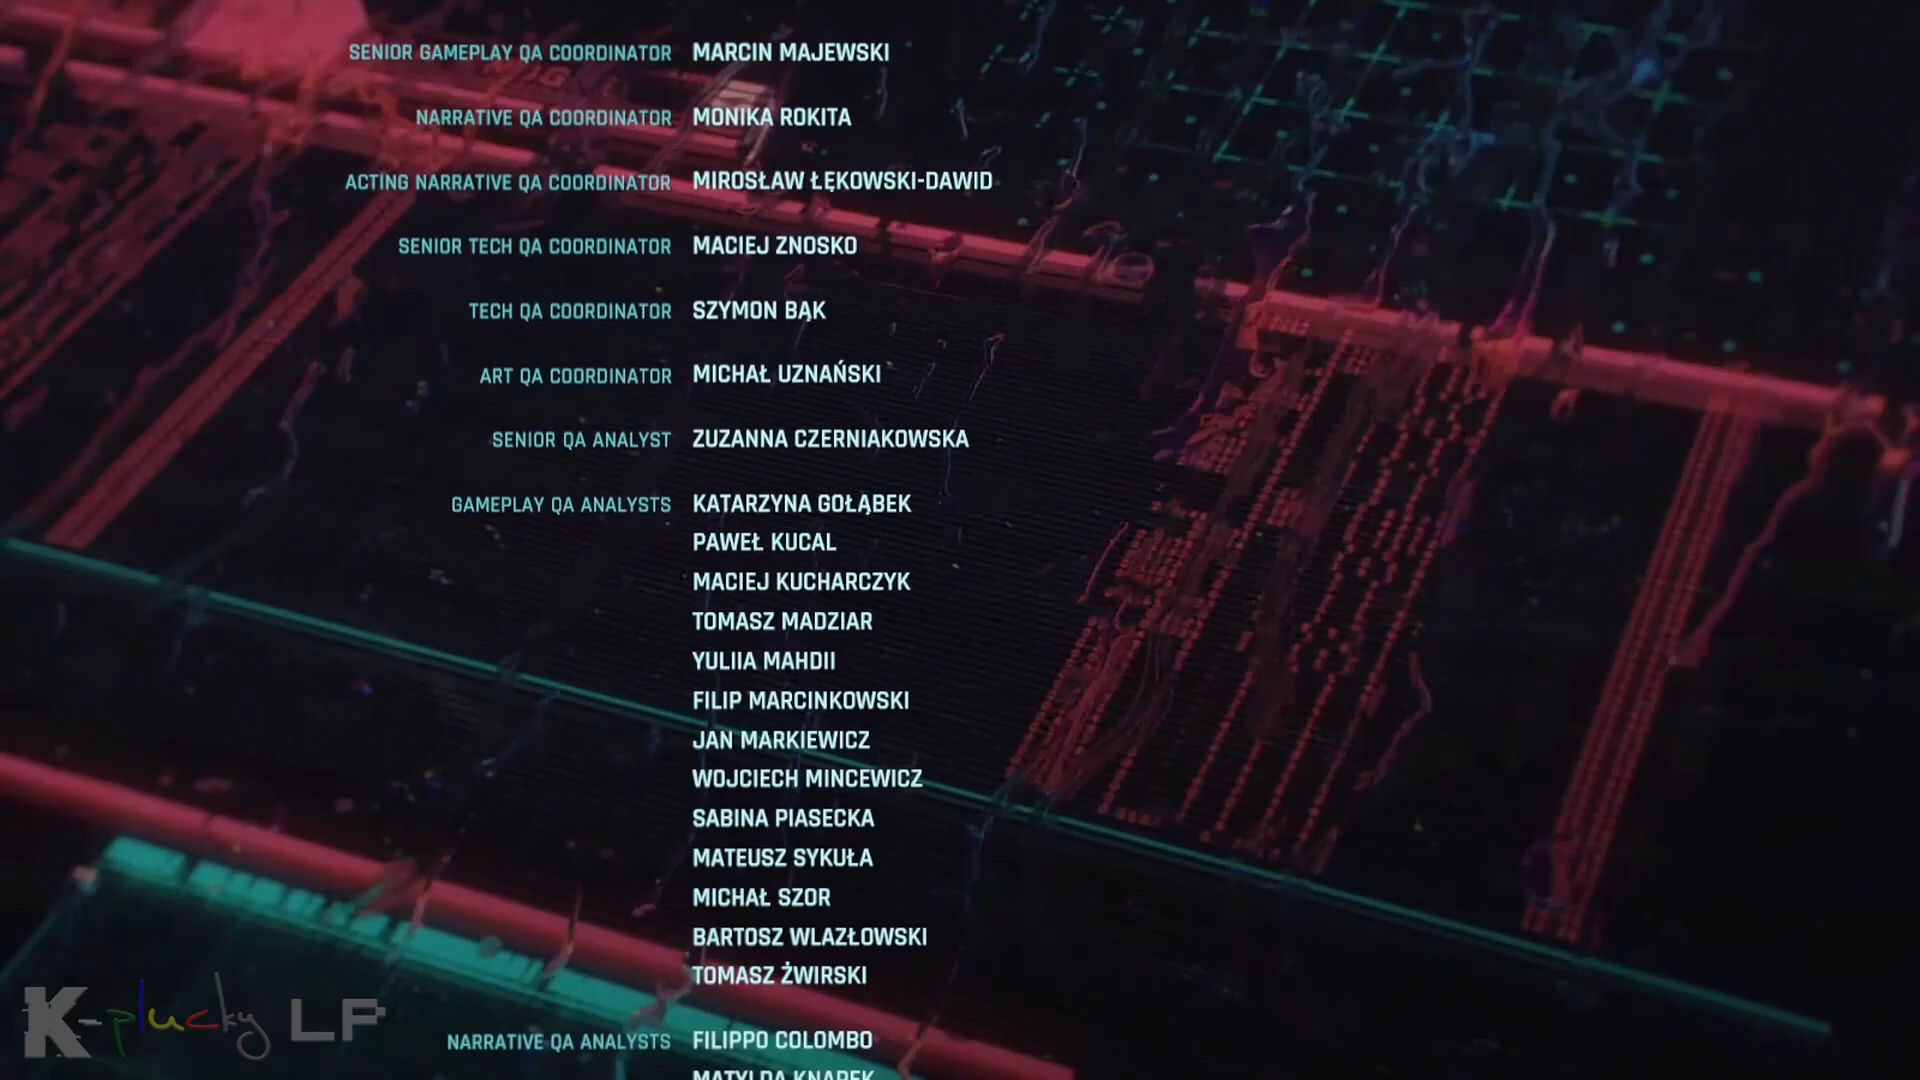 SENIOR GAMEPLAY QA COORDINATOR MARCIN MAJEWSKI
NARRATIVE QA COORDINATOR MONIKA ROKITA
ACTING NARRATIVE QA COORDINATOR MIROSŁAW ŁĘKOWSKI-DAWID
SENIOR TECH QA COORDINATOR MACIEJ ZNOSKO
TECH QA COORDINATOR SZYMON BĄK
ART QA COORDINATOR MICHAŁ UZNAŃSKI
SENIOR QA ANALYST ZUZANNA CZERNIAKOWSKA
GAMEPLAY QA ANALYSTS KATARZYNA GOŁĄBEK
PAWEŁ KUCAL
MACIEJ KUCHARCZYK
TOMASZ MADZIAR
YULIIA MAHDII
FILIP MARCINKOWSKI
JAN MARKIEWICZ
WOJCIECH MINCEWICZ
SABINA PIASECKA
MATEUSZ SYKUŁA
MICHAŁ SZOR
BARTOSZ WLAZŁOWSKI
TOMASZ ŻWIRSKI
NARRATIVE QA ANALYSTS FILIPPO COLOMBO
MATYLDA KNAPEK
K-plucky LP